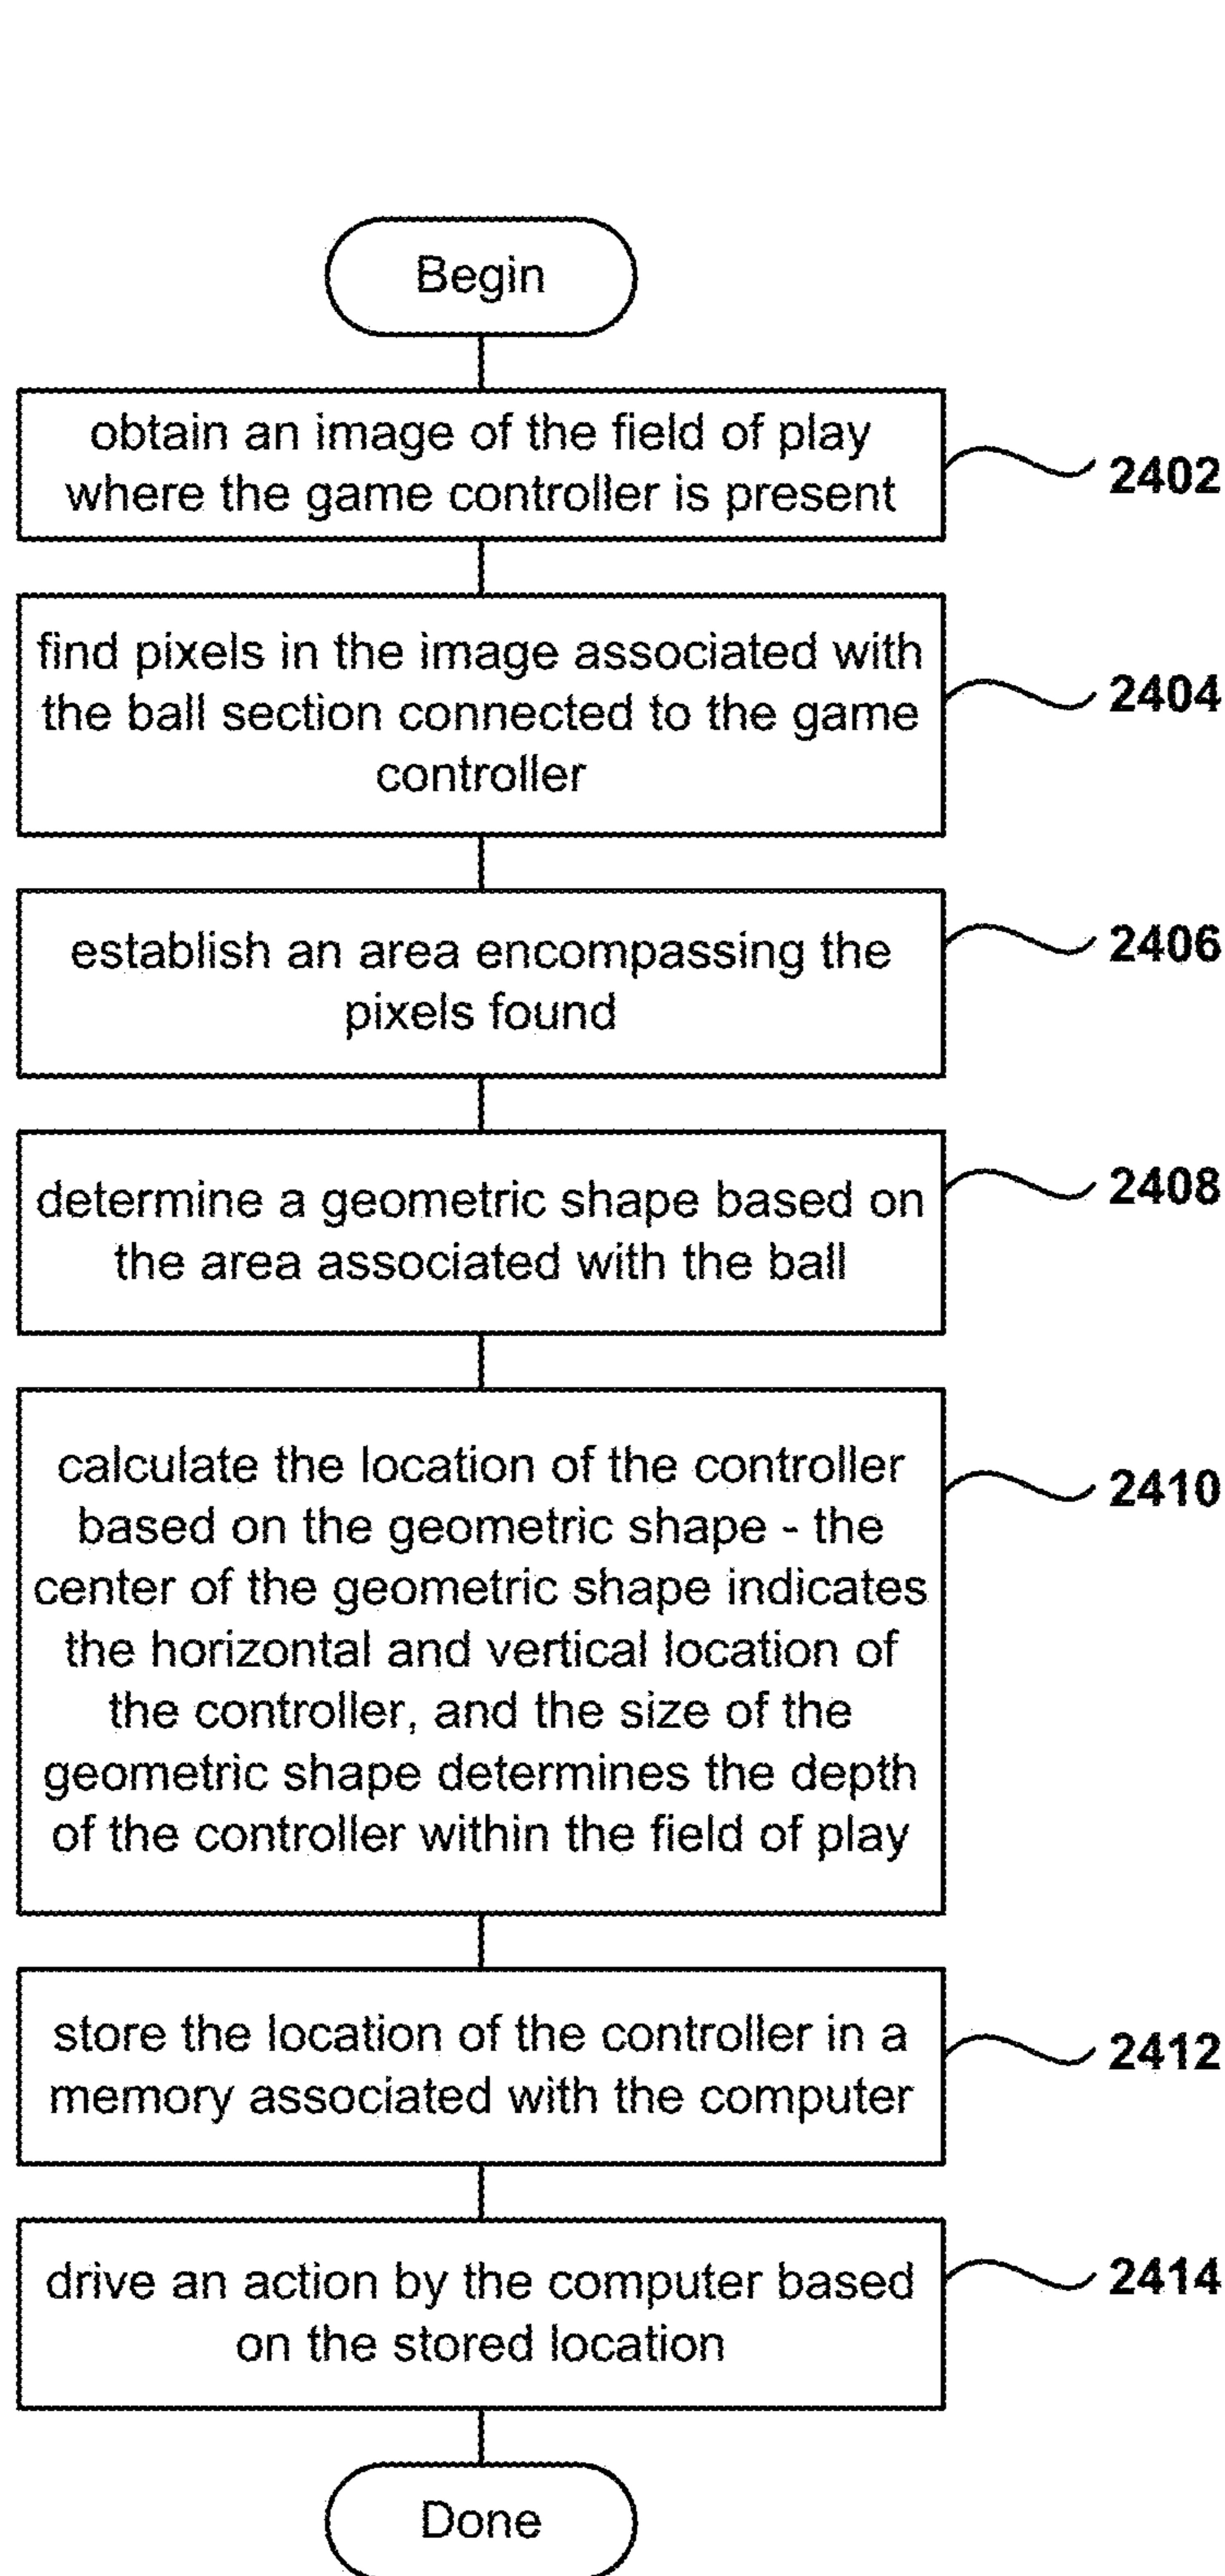 Begin
obtain an image of the field of play
where the game controller is present
2402
find pixels in the image associated with
the ball section connected to the game
controller
2404
establish an area encompassing the
pixels found
2406
determine a geometric shape based on
the area associated with the ball
2408
calculate the location of the controller
based on the geometric shape - the
center of the geometric shape indicates
the horizontal and vertical location of
the controller, and the size of the
geometric shape determines the depth
of the controller within the field of play
2410
store the location of the controller in a
memory associated with the computer
2412
drive an action by the computer based
on the stored location
2414
Done